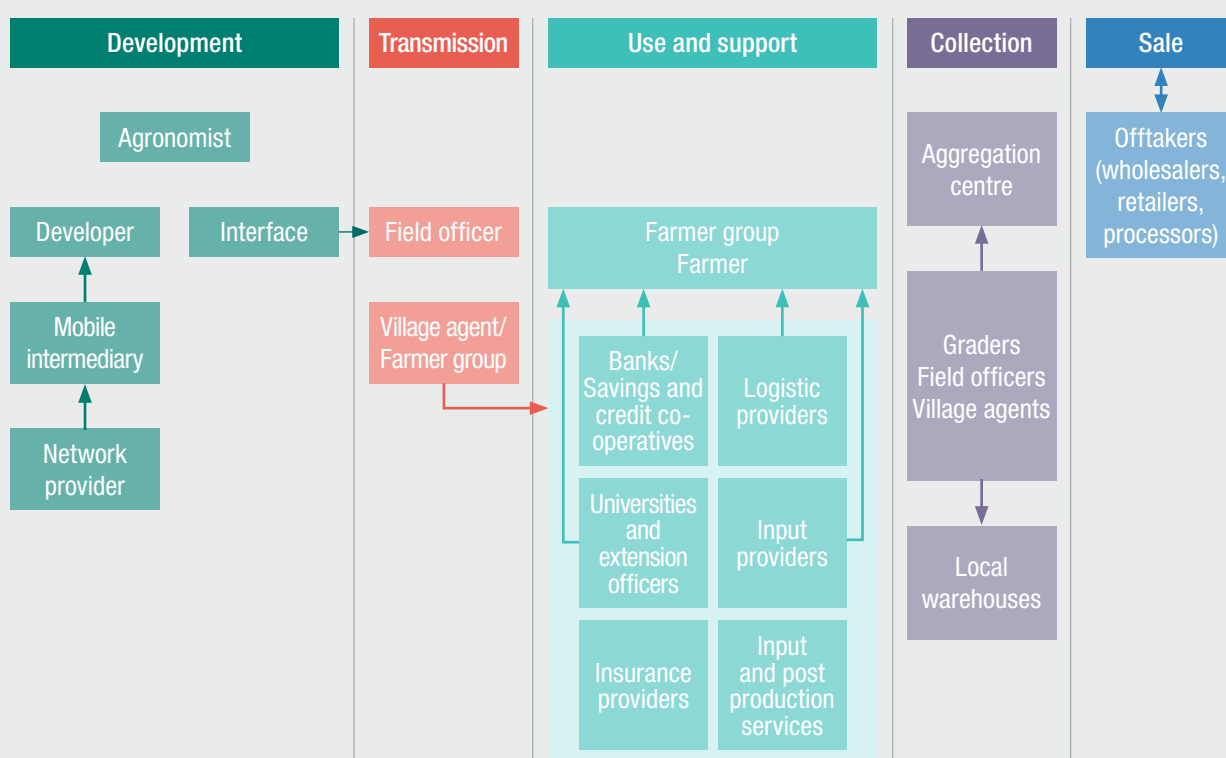 Development
Transmission
Use and support
Collection
Sale
Agronomist
Developer
Interface
Mobile
intermediary
Network
provider
Field officer
Village agent/
Farmer group
Farmer group
Farmer
Banks/
Savings and
credit co-
operatives
Logistic
providers
Universities
and
extension
officers
Input
providers
Insurance
providers
Input
and post
production
services
Aggregation
centre
Graders
Field officers
Village agents
Local
warehouses
Offtakers
(wholesalers,
retailers,
processors)